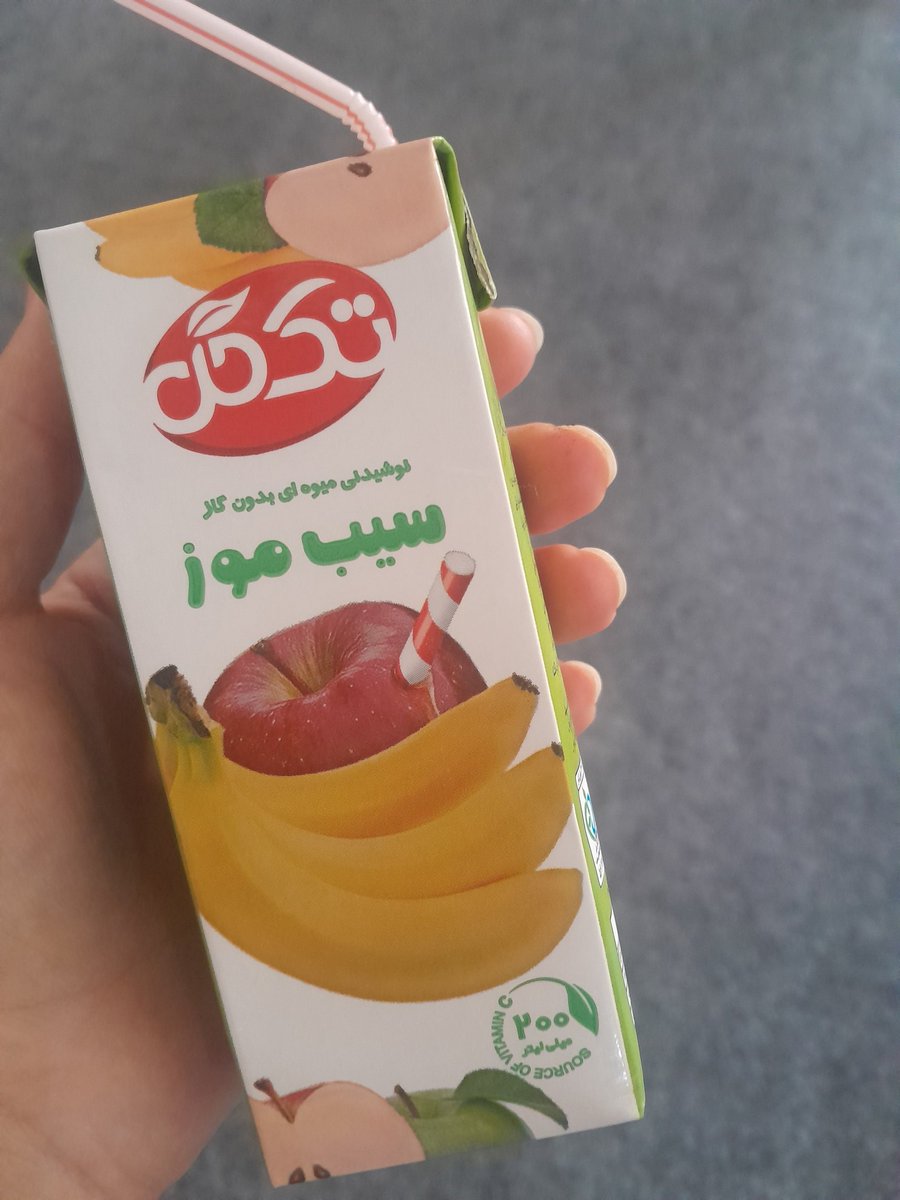 تک گل
نوشیدنی میوه ای بدون گاز
سیب موز
۲۰۰
میلی لیتر
SOURCE OF VITAMIN C